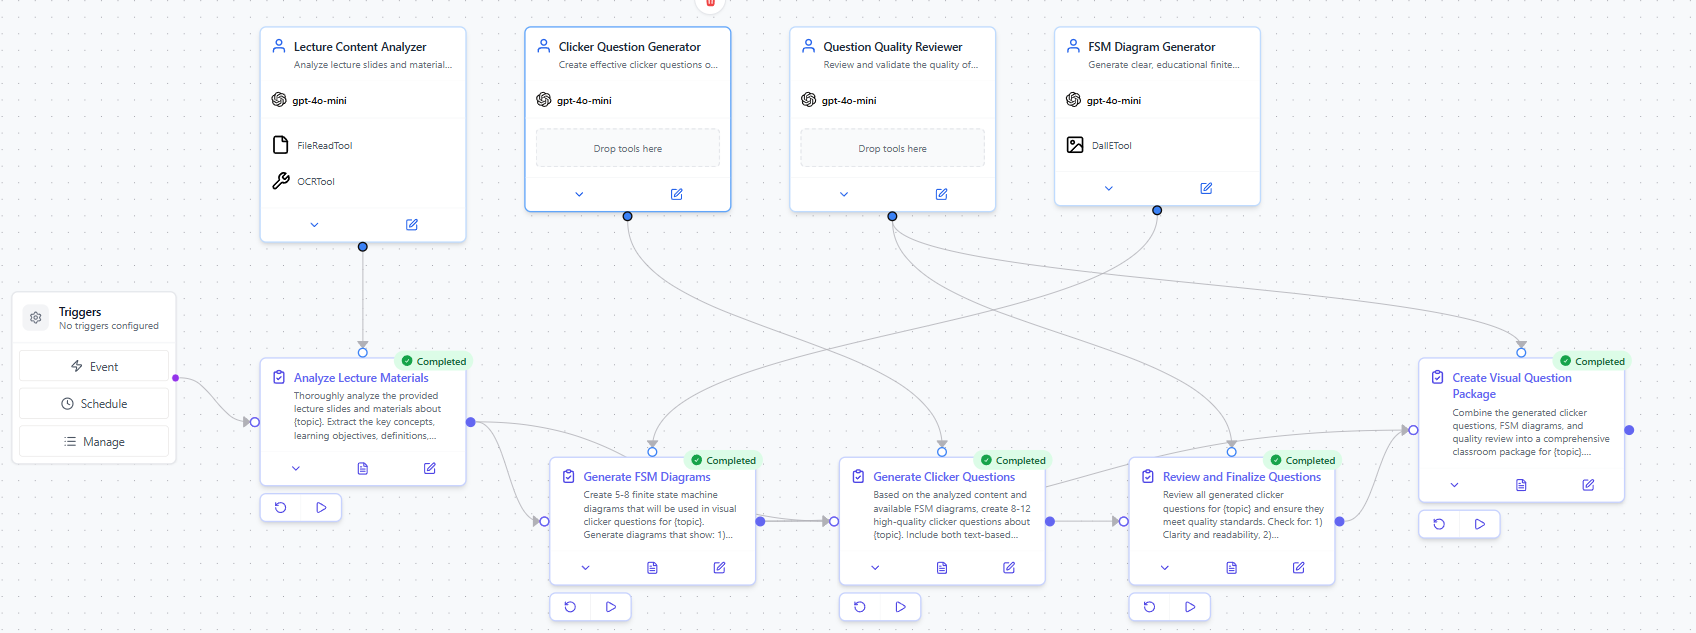 Lecture Content Analyzer
Analyze lecture slides and material...
gpt-4o-mini
FileReadTool
OCRTool
Clicker Question Generator
Create effective clicker questions o...
gpt-4o-mini
Drop tools here
Question Quality Reviewer
Review and validate the quality of...
gpt-4o-mini
Drop tools here
FSM Diagram Generator
Generate clear, educational finite...
gpt-4o-mini
DallETool
Triggers
No triggers configured
Event
Schedule
Manage
Completed
Analyze Lecture Materials
Thoroughly analyze the provided
lecture slides and materials about
{topic}. Extract the key concepts,
learning objectives, definitions,...
Completed
Generate FSM Diagrams
Create 5-8 finite state machine
diagrams that will be used in visual
clicker questions for {topic}.
Generate diagrams that show: 1)...
Completed
Generate Clicker Questions
Based on the analyzed content and
available FSM diagrams, create 8-12
high-quality clicker questions about
{topic}. Include both text-based...
Completed
Review and Finalize Questions
Review all generated clicker
questions for {topic} and ensure they
meet quality standards. Check for: 1)
Clarity and readability, 2)...
Completed
Create Visual Question
Package
Combine the generated clicker
questions, FSM diagrams, and
quality review into a comprehensive
classroom package for {topic}....